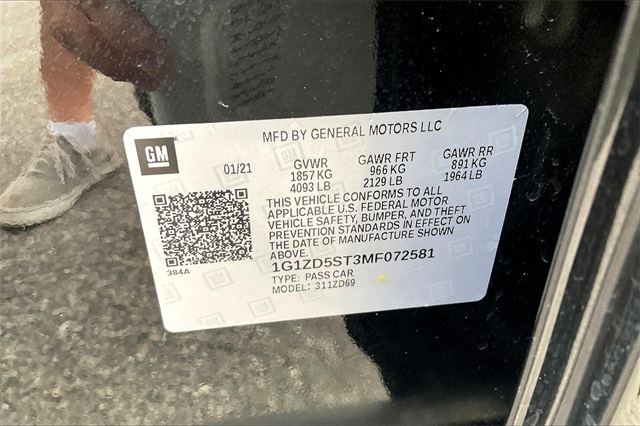 MFD BY GENERAL MOTORS LLC
GM
01/21
GVWR
1857 KG
4093 LB
GAWR FRT
966 KG
2129 LB
GAWR RR
891 KG
1964 LB
THIS VEHICLE CONFORMS TO ALL
APPLICABLE U.S. FEDERAL MOTOR
VEHICLE SAFETY, BUMPER, AND THEFT
PREVENTION STANDARDS IN EFFECT ON
THE DATE OF MANUFACTURE SHOWN
ABOVE.
384A
1G1ZD5ST3MF072581
TYPE: PASS CAR
MODEL: 311ZD69